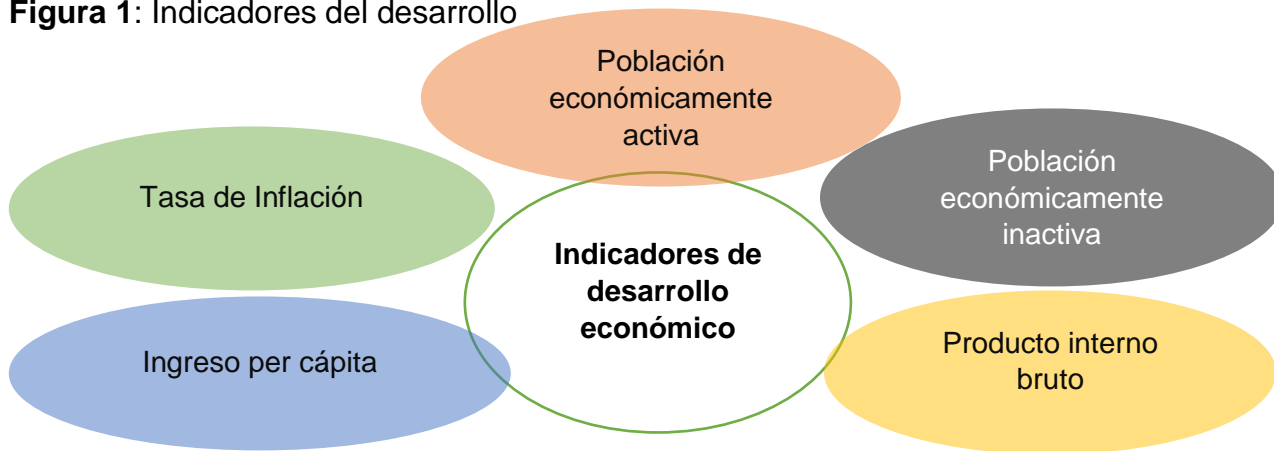 Figura 1: Indicadores del desarrollo
Población
económicamente
activa
Tasa de Inflación
Población
económicamente
inactiva
Indicadores de
desarrollo
económico
Ingreso per cápita
Producto interno
bruto